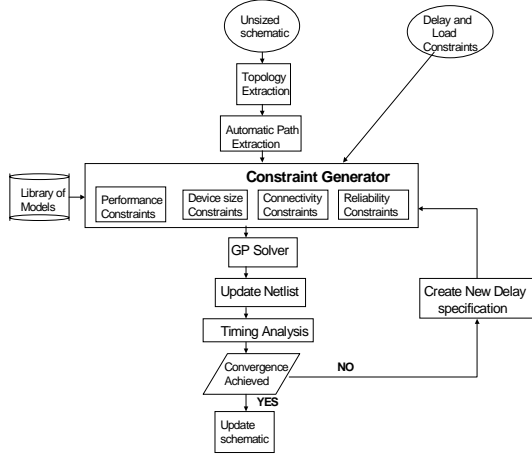 Unsized
schematic
Delay and
Load
Constraints
Topology
Extraction
Automatic Path
Extraction
Constraint Generator
Library of
Models
Performance
Constraints
Device size
Constraints
Connectivity
Constraints
Reliability
Constraints
GP Solver
Update Netlist
Create New Delay
specification
Timing Analysis
Convergence
Achieved
NO
YES
Update
schematic